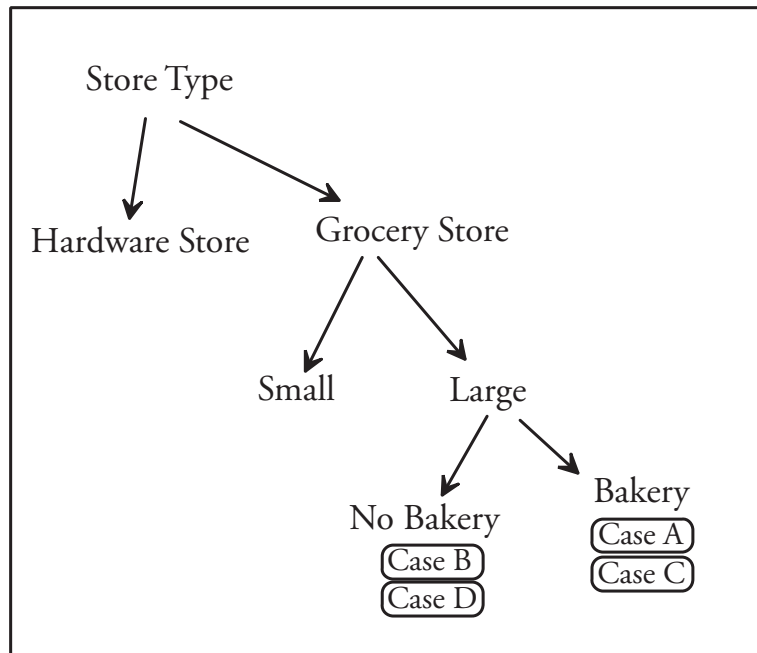 Store Type
Hardware Store
Grocery Store
Small
Large
No Bakery
Case B
Case D
Bakery
Case A
Case C